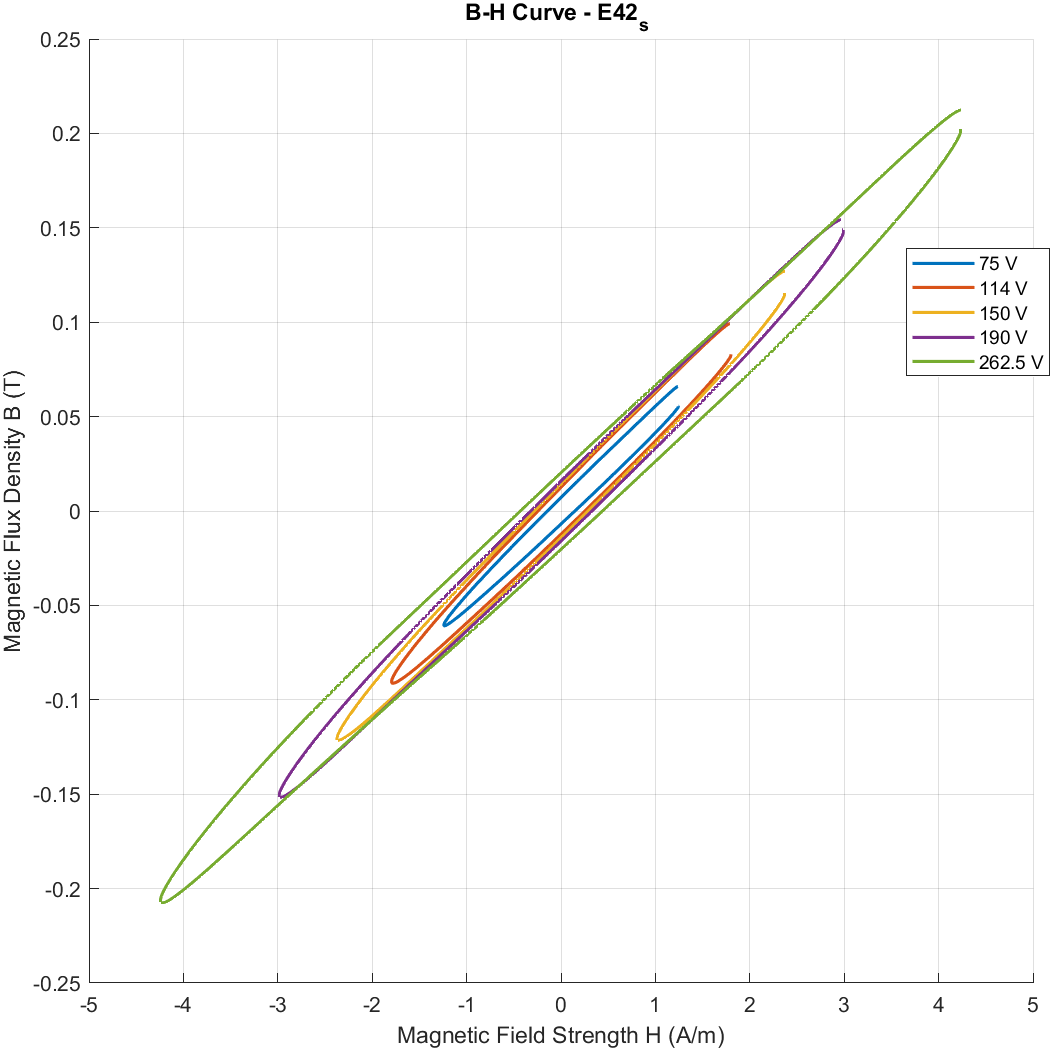 B-H Curve - E42s
0.25
0.2
0.15
0.1
0.05
0
-0.05
-0.1
-0.15
-0.2
-0.25
Magnetic Flux Density B (T)
75 V
114 V
150 V
190 V
262.5 V
-5 -4 -3 -2 -1 0 1 2 3 4 5
Magnetic Field Strength H (A/m)